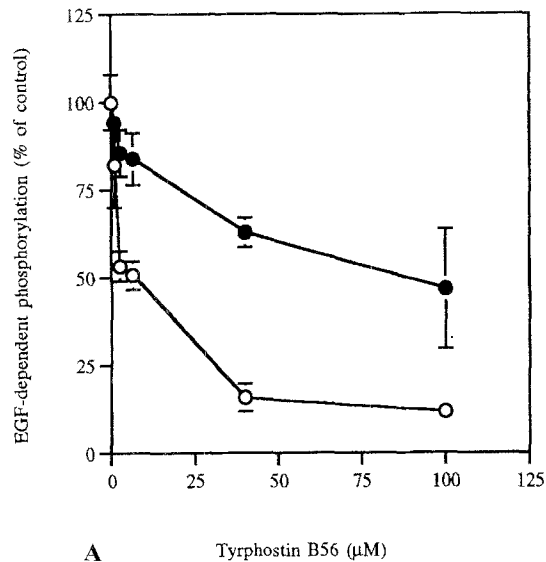 125
100
75
50
25
0
EGF-dependent phosphorylation (% of control)
0 25 50 75 100 125
A Tyrphostin B56 (μM)